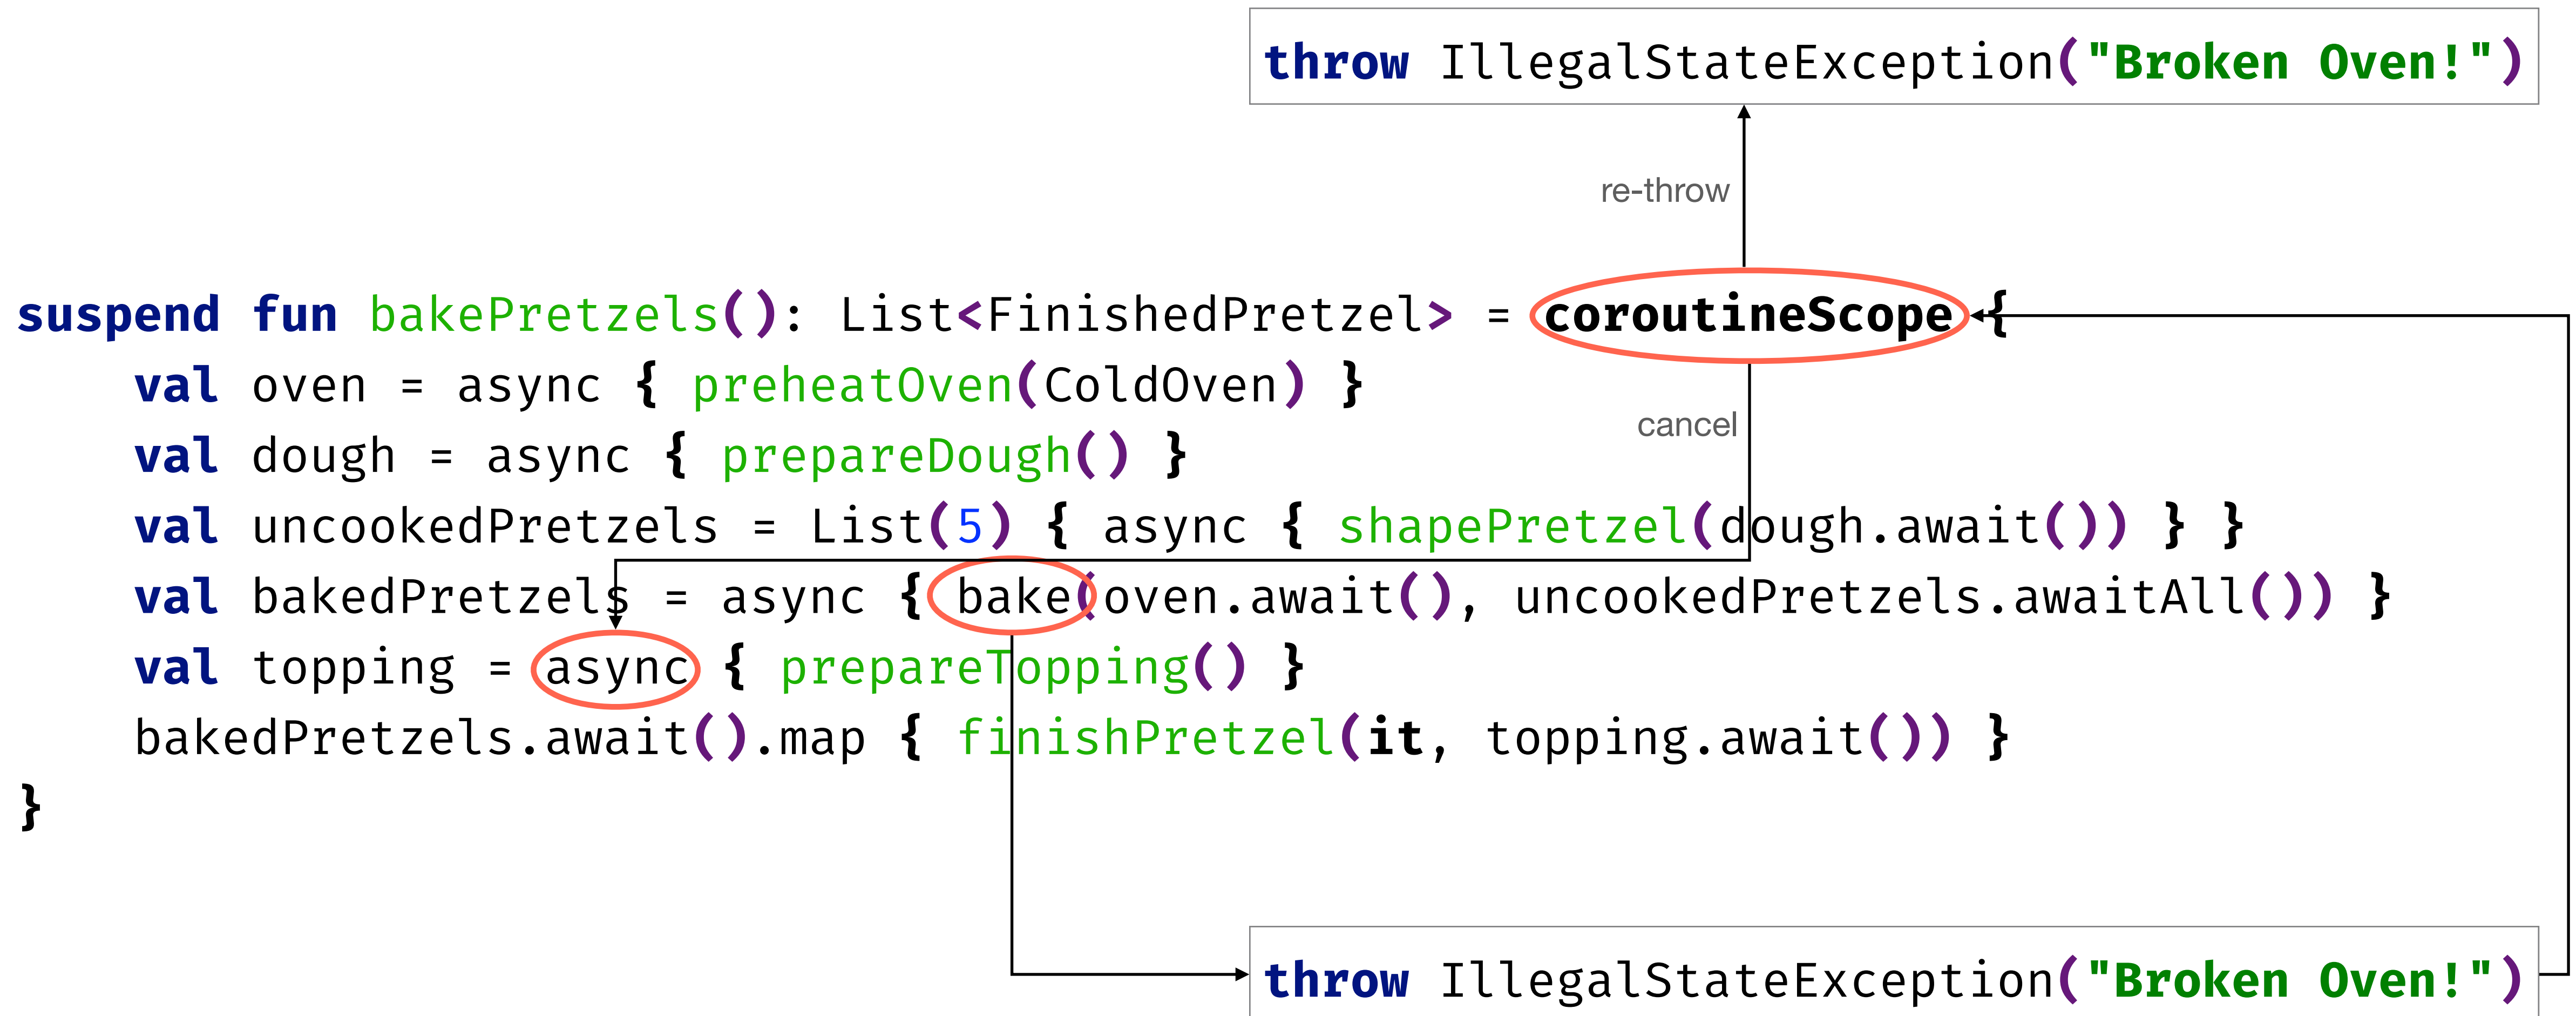 throw IllegalStateException("Broken Oven!")
re-throw
suspend fun bakePretzels(): List<FinishedPretzel> = coroutineScope {
    val oven = async { preheatOven(ColdOven) }
cancel
    val dough = async { prepareDough() }
    val uncookedPretzels = List(5) { async { shapePretzel(dough.await()) } }
    val bakedPretzels = async { bake(oven.await(), uncookedPretzels.awaitAll()) }
    val topping = async { prepareTopping() }
    bakedPretzels.await().map { finishPretzel(it, topping.await()) }
}
throw IllegalStateException("Broken Oven!")